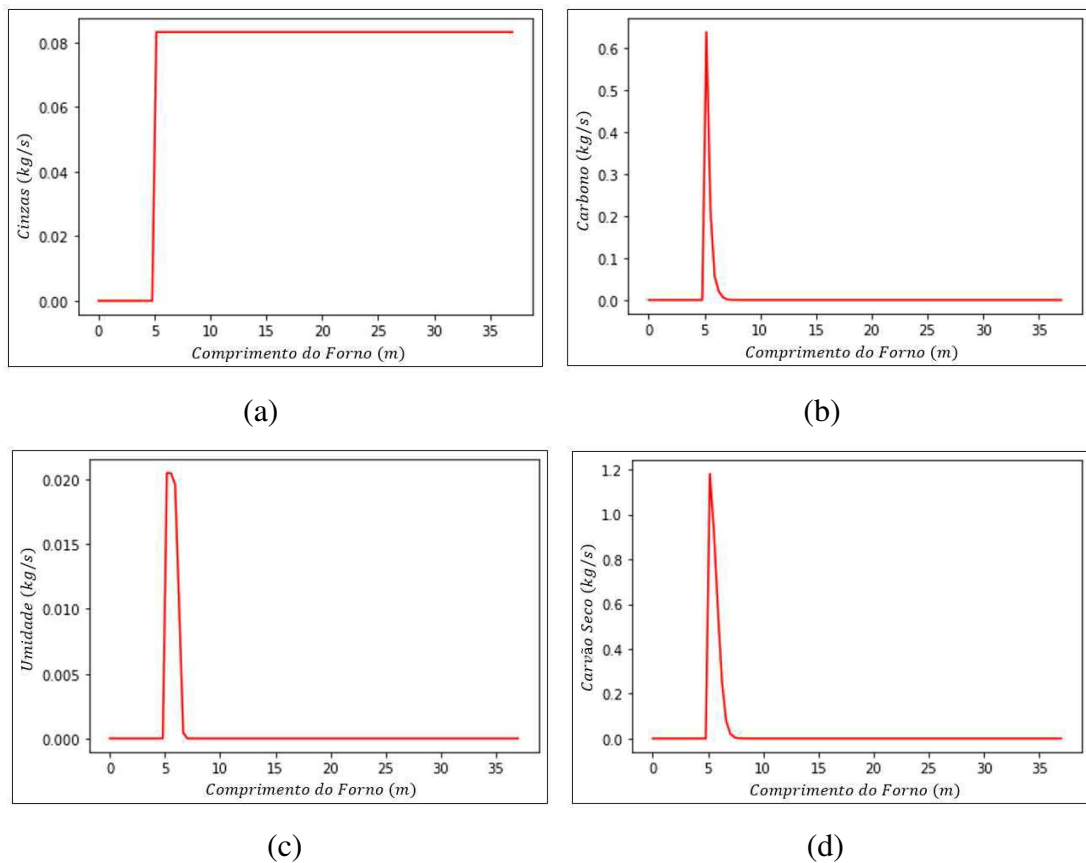 0.08
0.06
0.04
0.02
0.00
Cinzas (kg/s)
0 5 10 15 20 25 30 35
Comprimento do Forno (m)
(a)
0.6
0.5
0.4
0.3
0.2
0.1
0.0
Carbono (kg/s)
0 5 10 15 20 25 30 35
Comprimento do Forno (m)
(b)
0.020
0.015
0.010
0.005
0.000
Umidade (kg/s)
0 5 10 15 20 25 30 35
Comprimento do Forno (m)
(c)
1.2
1.0
0.8
0.6
0.4
0.2
0.0
Carvão Seco (kg/s)
0 5 10 15 20 25 30 35
Comprimento do Forno (m)
(d)